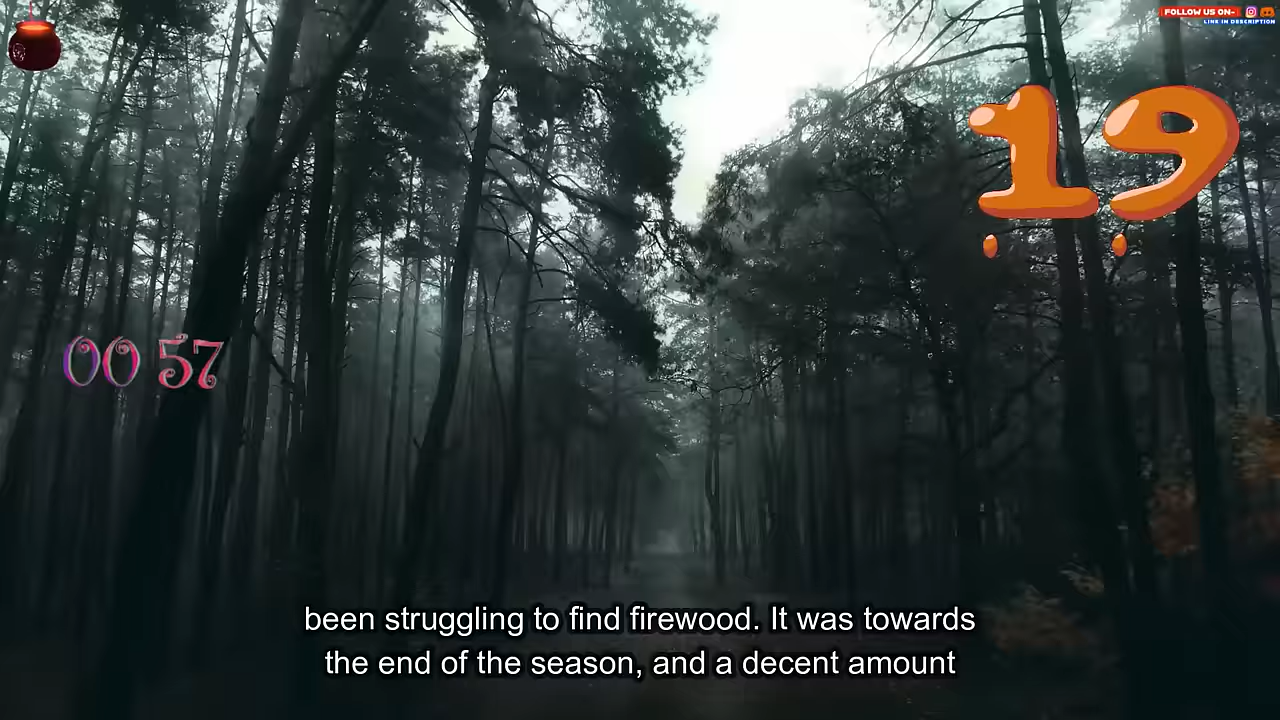 FOLLOW US ON-
LINK IN DESCRIPTION
19
00 57
been struggling to find firewood. It was towards
the end of the season, and a decent amount